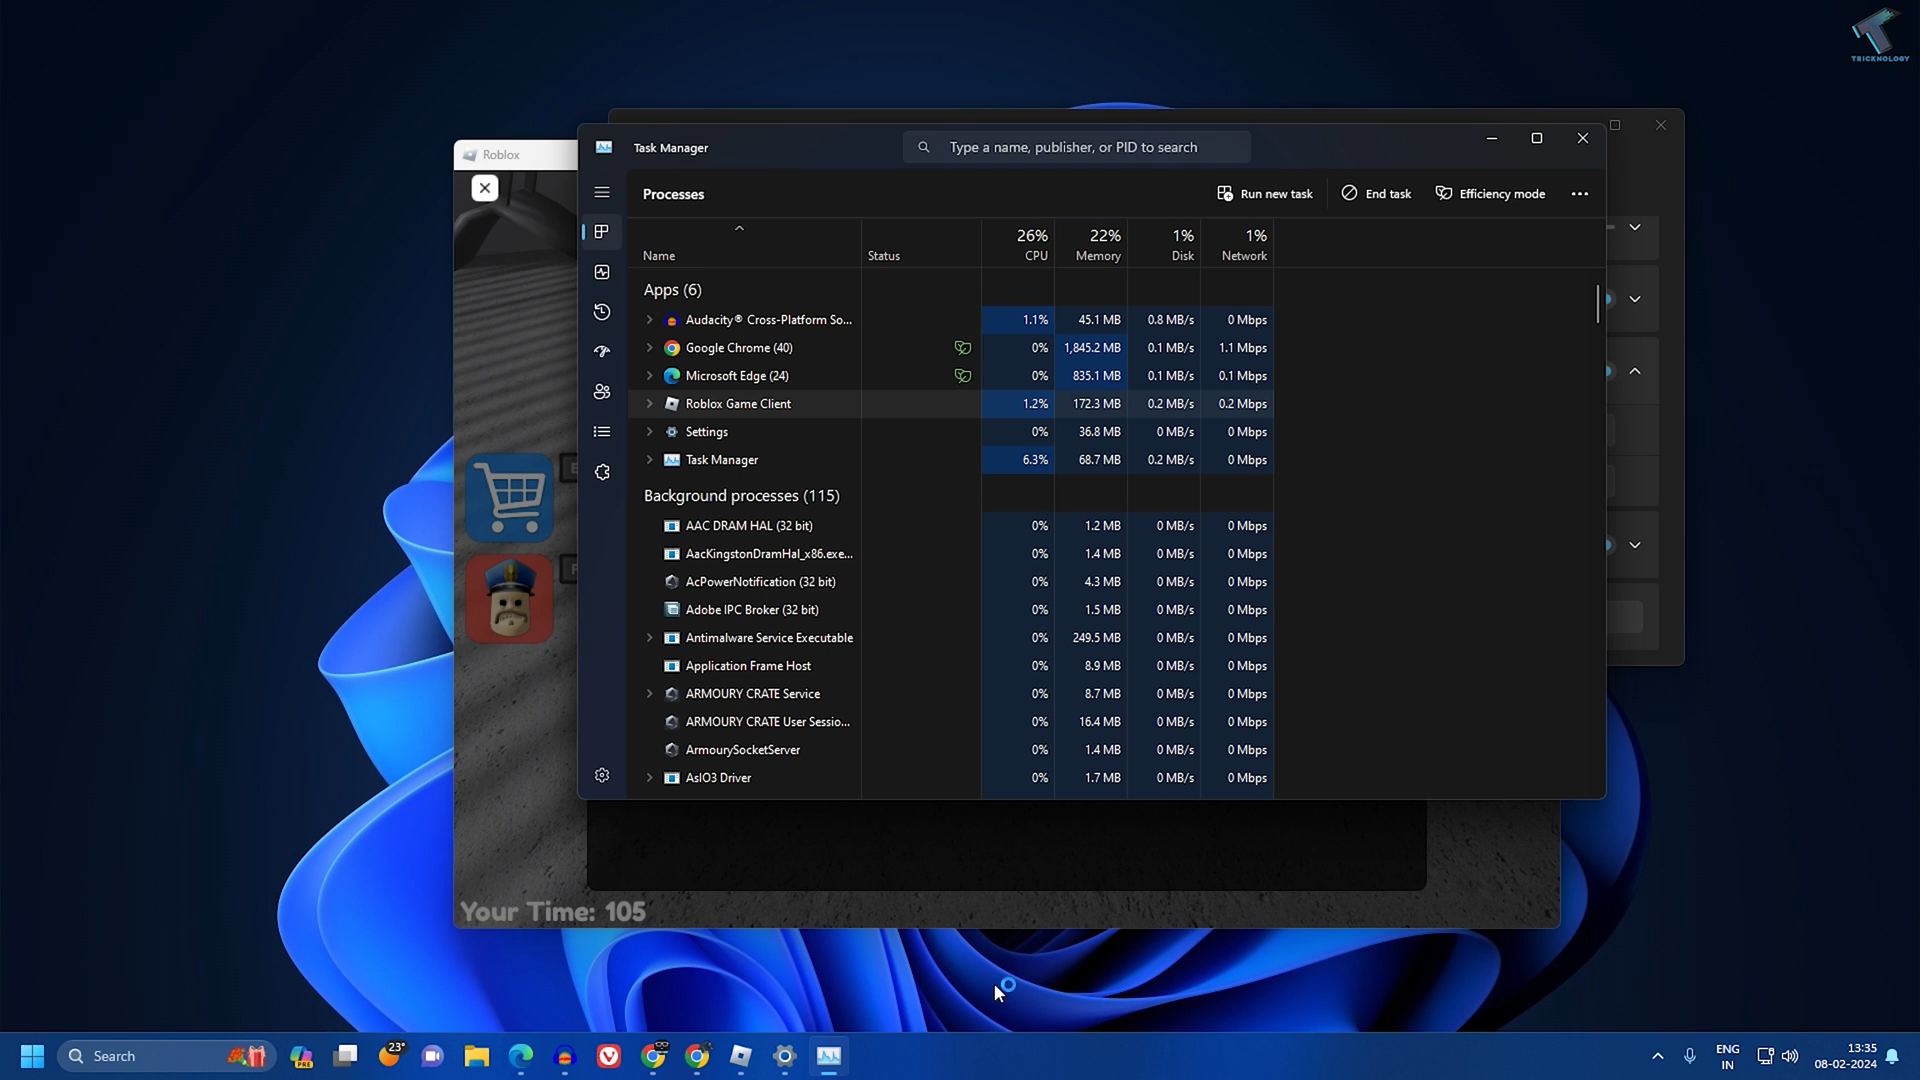 TRICKNOLOGY
Roblox
Task Manager
Type a name, publisher, or PID to search
Processes
Run new task
End task
Efficiency mode
26% 22% 1% 1%
Name Status CPU Memory Disk Network
Apps (6)
Audacity® Cross-Platform So... 1.1% 45.1 MB 0.8 MB/s 0 Mbps
Google Chrome (40) 0% 1,845.2 MB 0.1 MB/s 1.1 Mbps
Microsoft Edge (24) 0% 835.1 MB 0.1 MB/s 0.1 Mbps
Roblox Game Client 1.2% 172.3 MB 0.2 MB/s 0.2 Mbps
Settings 0% 36.8 MB 0 MB/s 0 Mbps
Task Manager 6.3% 68.7 MB 0.2 MB/s 0 Mbps
Background processes (115)
AAC DRAM HAL (32 bit) 0% 1.2 MB 0 MB/s 0 Mbps
AacKingstonDramHal_x86.exe... 0% 1.4 MB 0 MB/s 0 Mbps
AcPowerNotification (32 bit) 0% 4.3 MB 0 MB/s 0 Mbps
Adobe IPC Broker (32 bit) 0% 1.5 MB 0 MB/s 0 Mbps
Antimalware Service Executable 0% 249.5 MB 0 MB/s 0 Mbps
Application Frame Host 0% 8.9 MB 0 MB/s 0 Mbps
ARMOURY CRATE Service 0% 8.7 MB 0 MB/s 0 Mbps
ARMOURY CRATE User Sessio... 0% 16.4 MB 0 MB/s 0 Mbps
ArmourySocketServer 0% 1.4 MB 0 MB/s 0 Mbps
AsIO3 Driver 0% 1.7 MB 0 MB/s 0 Mbps
Your Time: 105
Search
PRE
23°
ENG
IN
13:35
08-02-2024